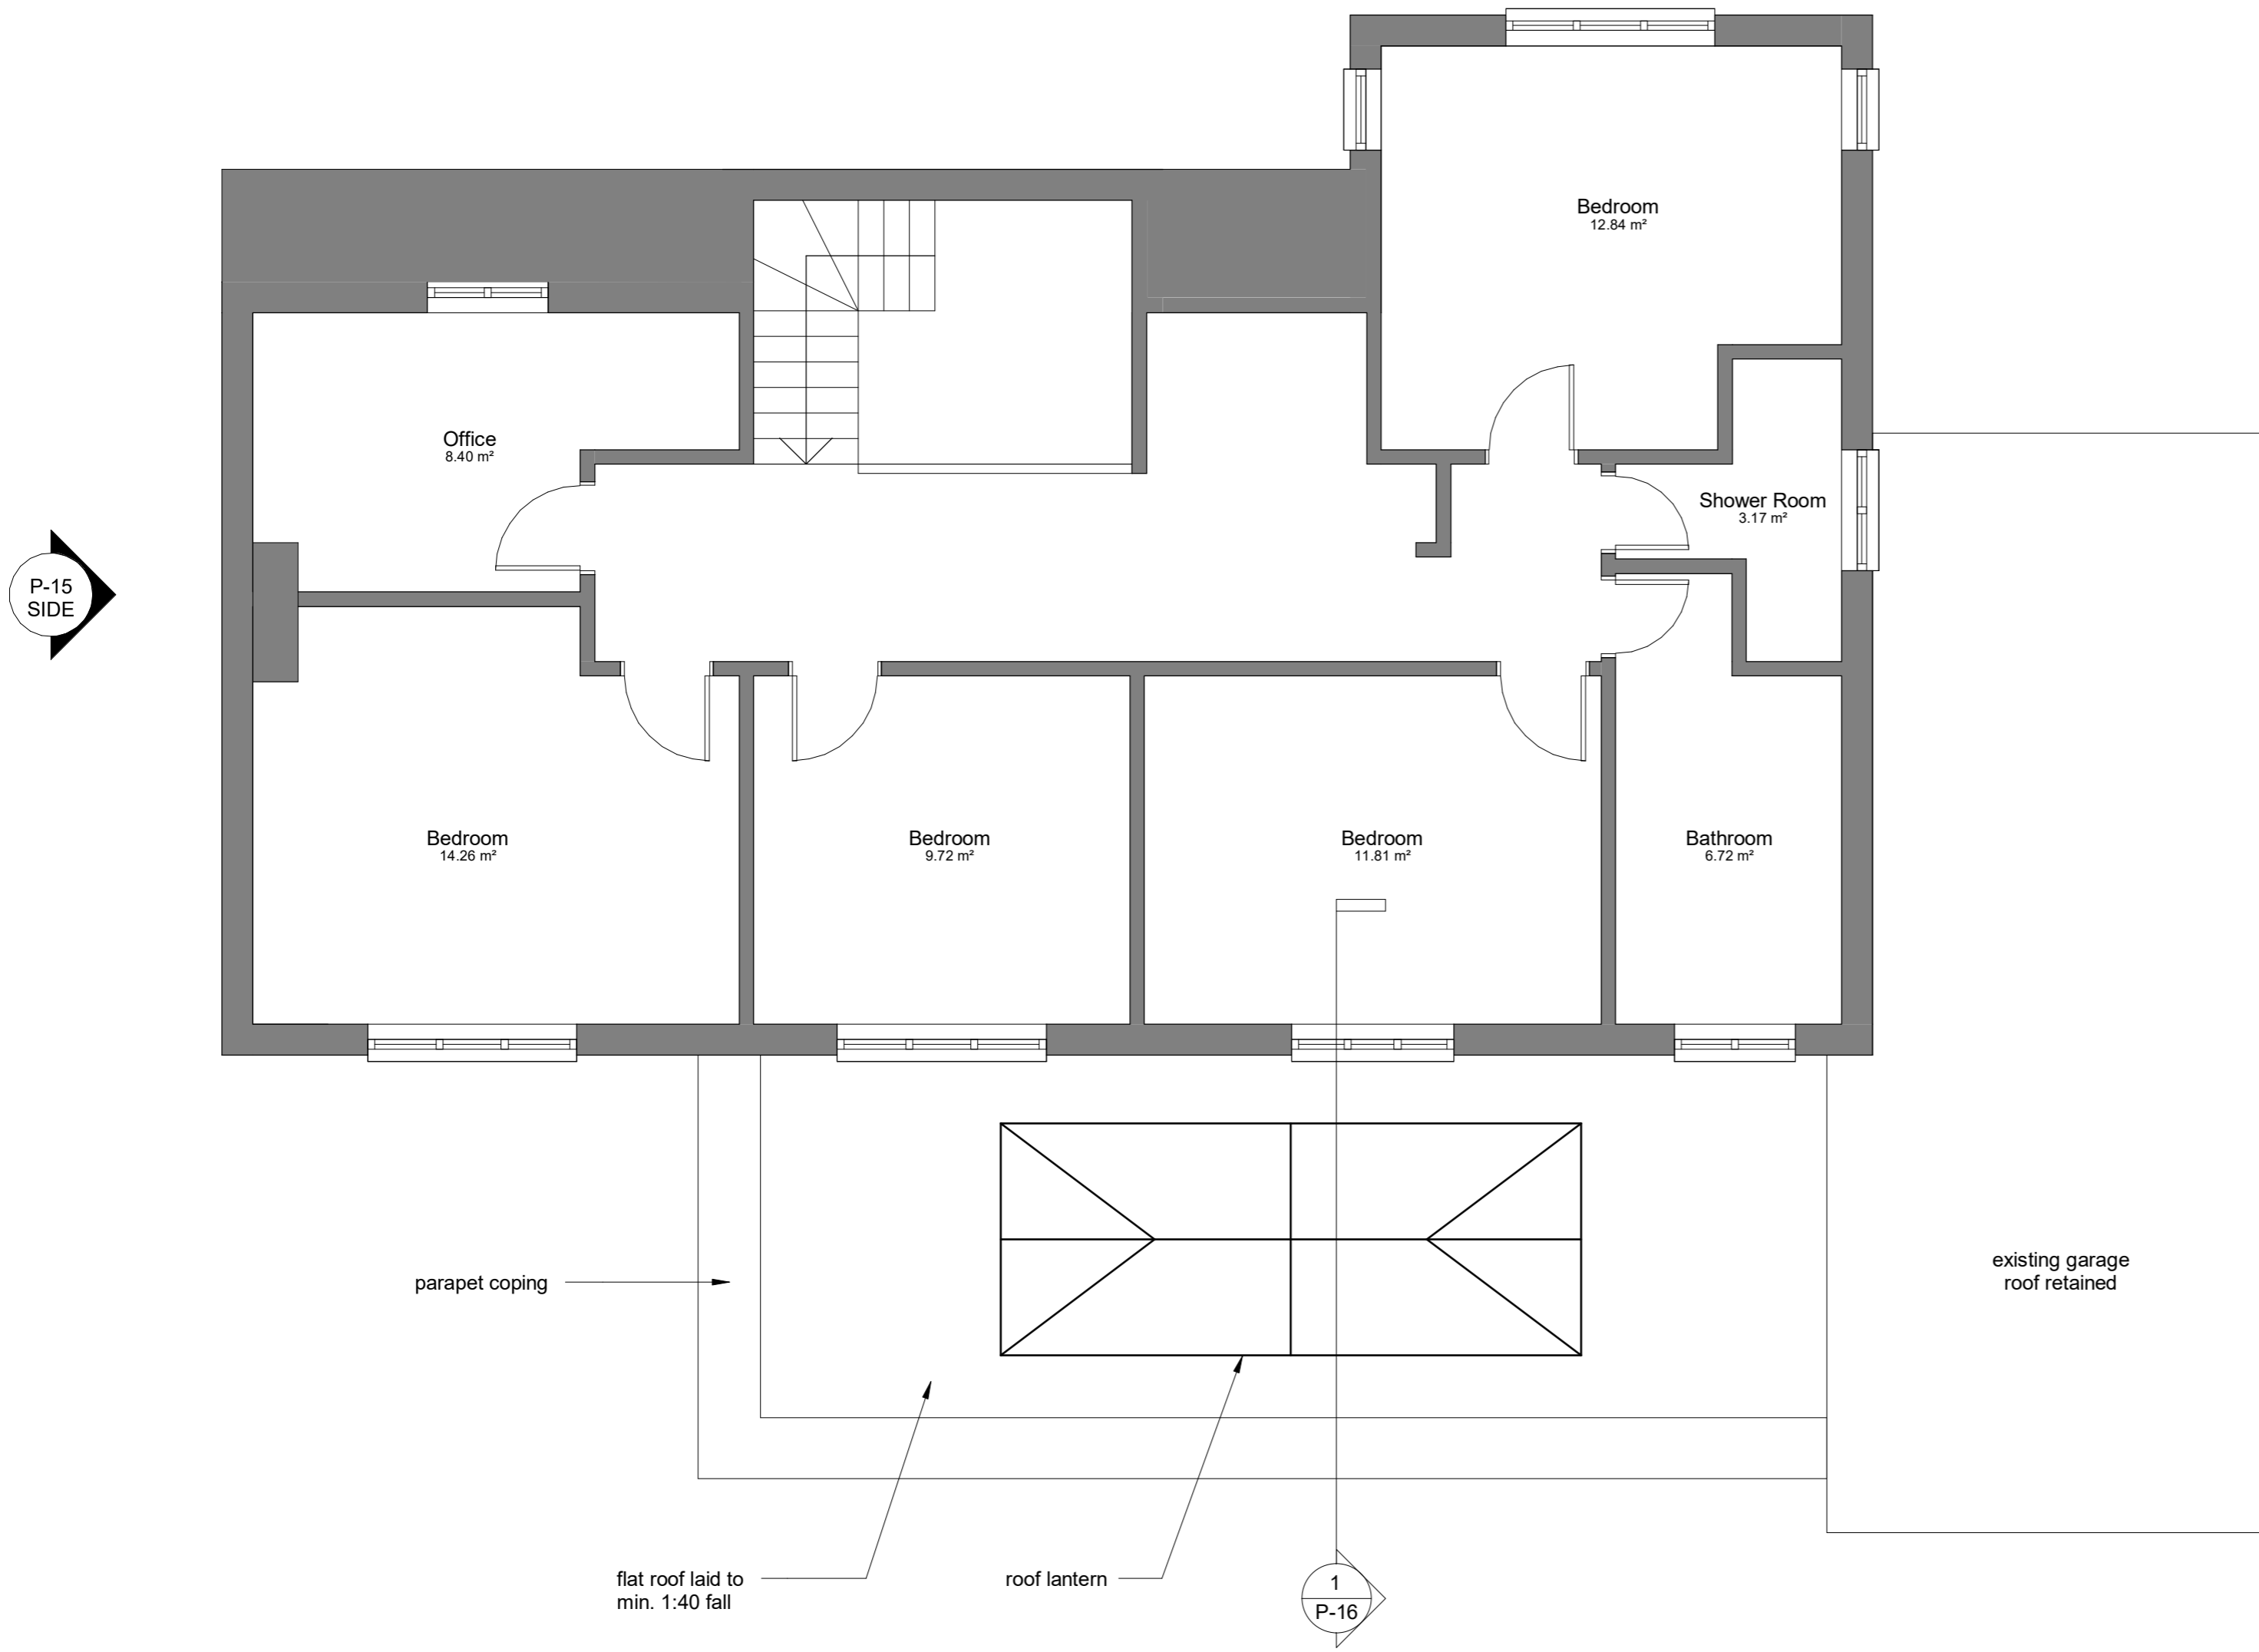 Bedroom
12.84 m²
Office
8.40 m²
Shower Room
3.17 m²
P-15
SIDE
Bedroom
14.26 m²
Bedroom
9.72 m²
Bedroom
11.81 m²
Bathroom
6.72 m²
parapet coping
existing garage
roof retained
flat roof laid to
min. 1:40 fall
roof lantern
1
P-16